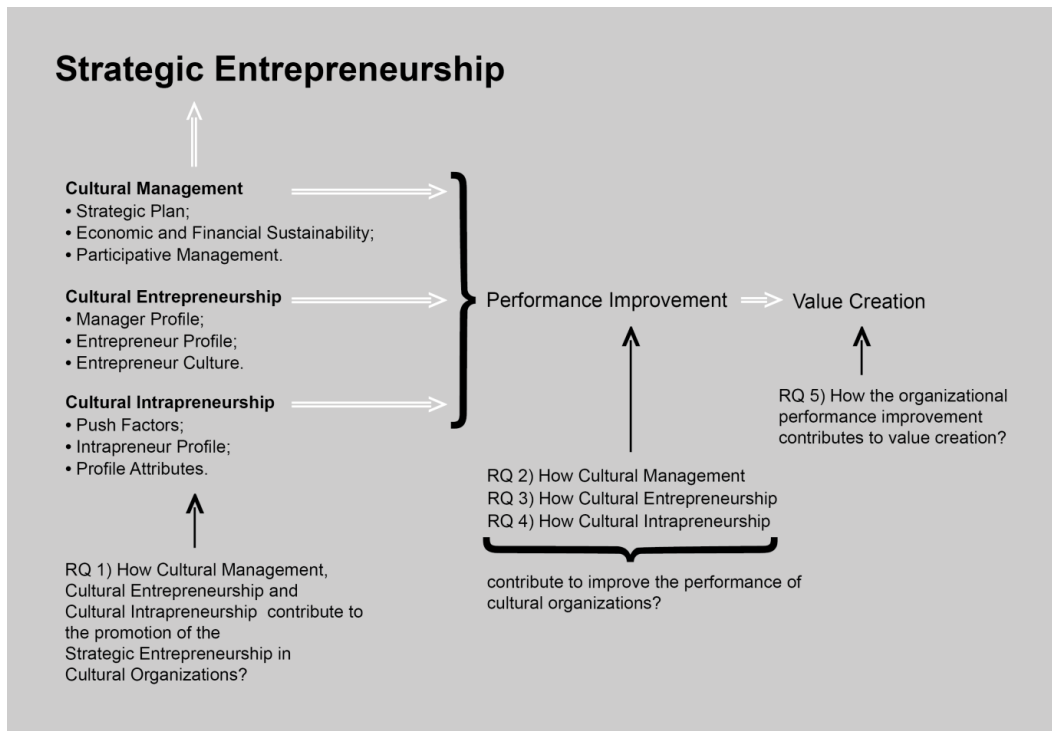 Strategic Entrepreneurship
Cultural Management
• Strategic Plan;
• Economic and Financial Sustainability;
• Participative Management.
Cultural Entrepreneurship
• Manager Profile;
• Entrepreneur Profile;
• Entrepreneur Culture.
Cultural Intrapreneurship
• Push Factors;
• Intrapreneur Profile;
• Profile Attributes.
RQ 1) How Cultural Management,
Cultural Entrepreneurship and
Cultural Intrapreneurship contribute to
the promotion of the
Strategic Entrepreneurship in
Cultural Organizations?
Performance Improvement
RQ 2) How Cultural Management
RQ 3) How Cultural Entrepreneurship
RQ 4) How Cultural Intrapreneurship
contribute to improve the performance of
cultural organizations?
Value Creation
RQ 5) How the organizational
performance improvement
contributes to value creation?